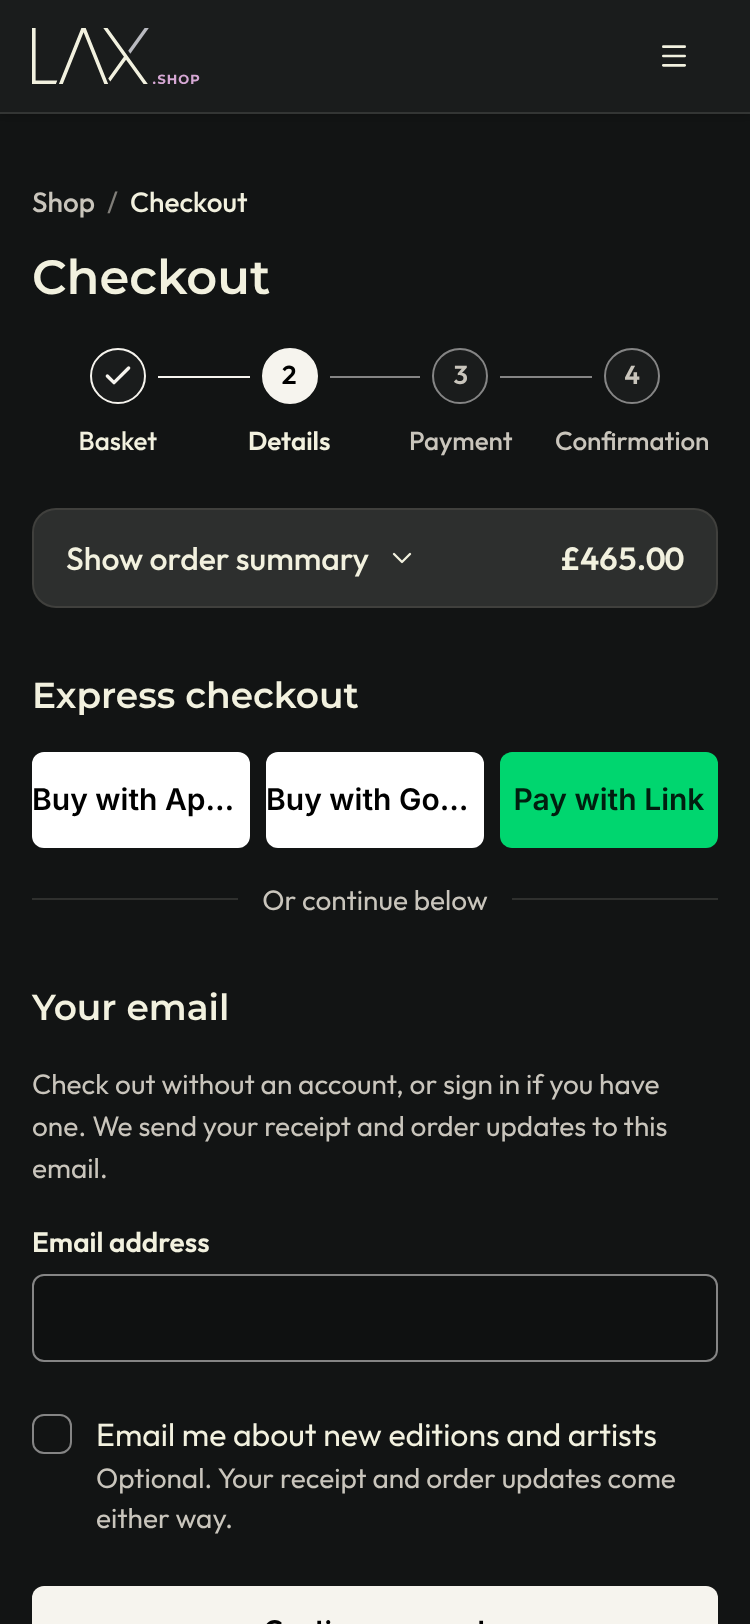 LAX.SHOP
Shop / Checkout
Checkout
2 3 4
Basket Details Payment Confirmation
Show order summary £465.00
Express checkout
Buy with Ap... Buy with Go... Pay with Link
Or continue below
Your email
Check out without an account, or sign in if you have
one. We send your receipt and order updates to this
email.
Email address
Email me about new editions and artists
Optional. Your receipt and order updates come
either way.